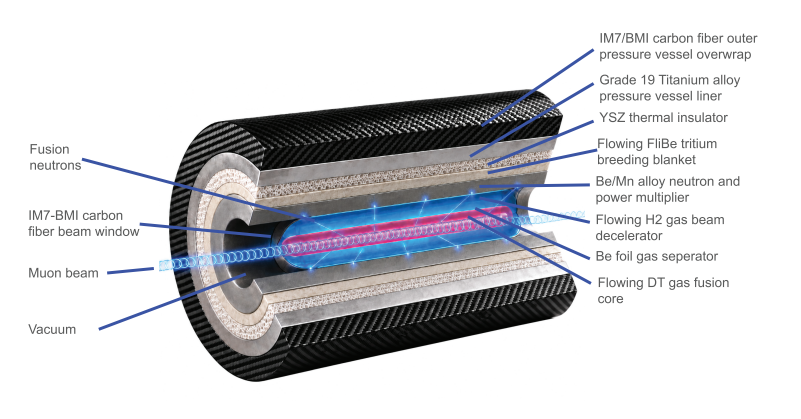 IM7/BMI carbon fiber outer
pressure vessel overwrap
Grade 19 Titanium alloy
pressure vessel liner
YSZ thermal insulator
Flowing FliBe tritium
breeding blanket
Be/Mn alloy neutron and
power multiplier
Flowing H2 gas beam
decelerator
Be foil gas seperator
Flowing DT gas fusion
core
Fusion
neutrons
IM7-BMI carbon
fiber beam window
Muon beam
Vacuum